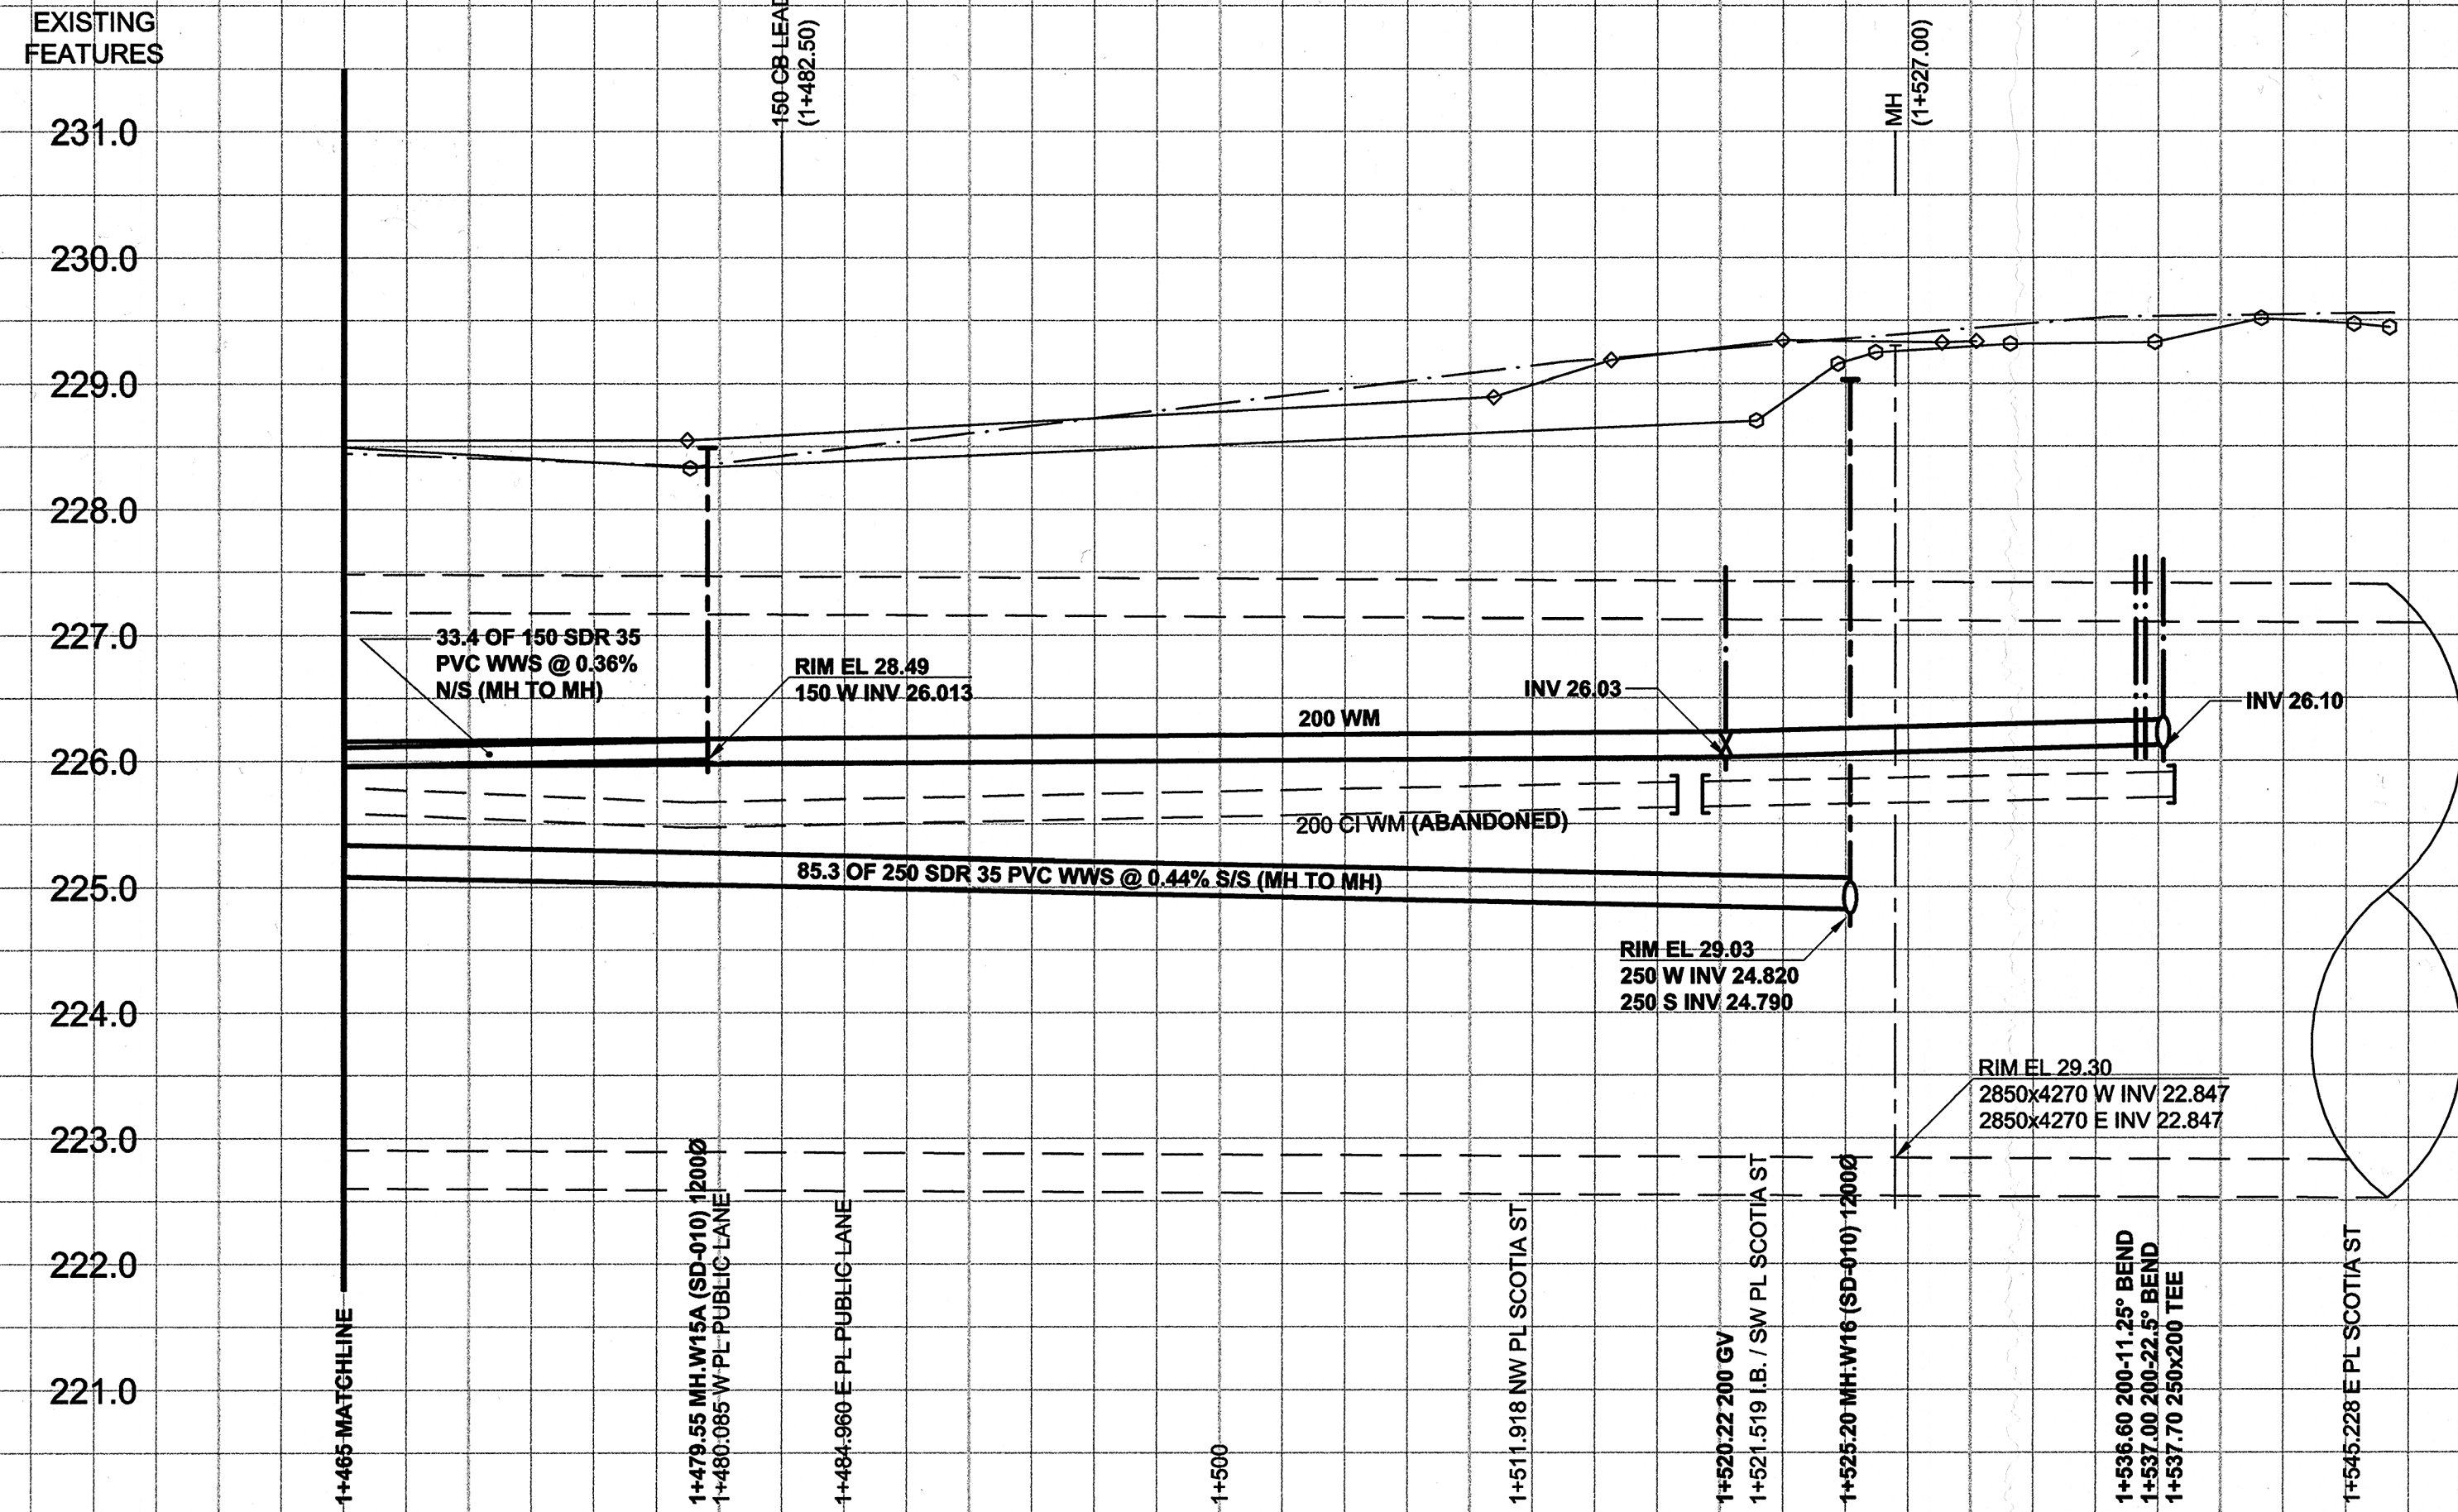 EXISTING
FEATURES
150 CB LEAD
(1+482.50)
MH
(1+527.00)
231.0
230.0
229.0
228.0
227.0
226.0
225.0
224.0
223.0
222.0
221.0
33.4 OF 150 SDR 35
PVC WWS @ 0.36%
N/S (MH TO MH)
RIM EL 28.49
150 W INV 26.013
200 WM
INV 26.03
INV 26.10
200 CI WM (ABANDONED)
85.3 OF 250 SDR 35 PVC WWS @ 0.44% S/S (MH TO MH)
RIM EL 29.03
250 W INV 24.820
250 S INV 24.790
RIM EL 29.30
2850x4270 W INV 22.847
2850x4270 E INV 22.847
1+465 MATCHLINE
1+479.55 MH.W15A (SD-010) 1200Ø
1+480.085 W PL PUBLIC LANE
1+484.960 E PL PUBLIC LANE
1+500
1+511.918 NW PL SCOTIA ST
1+520.22 200 GV
1+521.519 I.B. / SW PL SCOTIA ST
1+525.20 MH.W16 (SD-010) 1200Ø
1+536.60 200-11.25° BEND
1+537.00 200-22.5° BEND
1+537.70 250x200 TEE
1+545.228 E PL SCOTIA ST